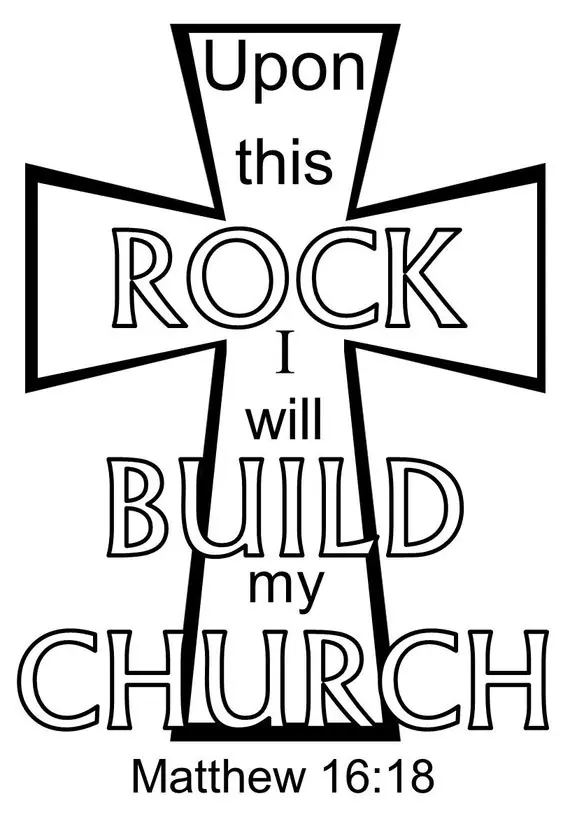 Upon
this
ROCK
I
will
BUILD
my
CHURCH
Matthew 16:18